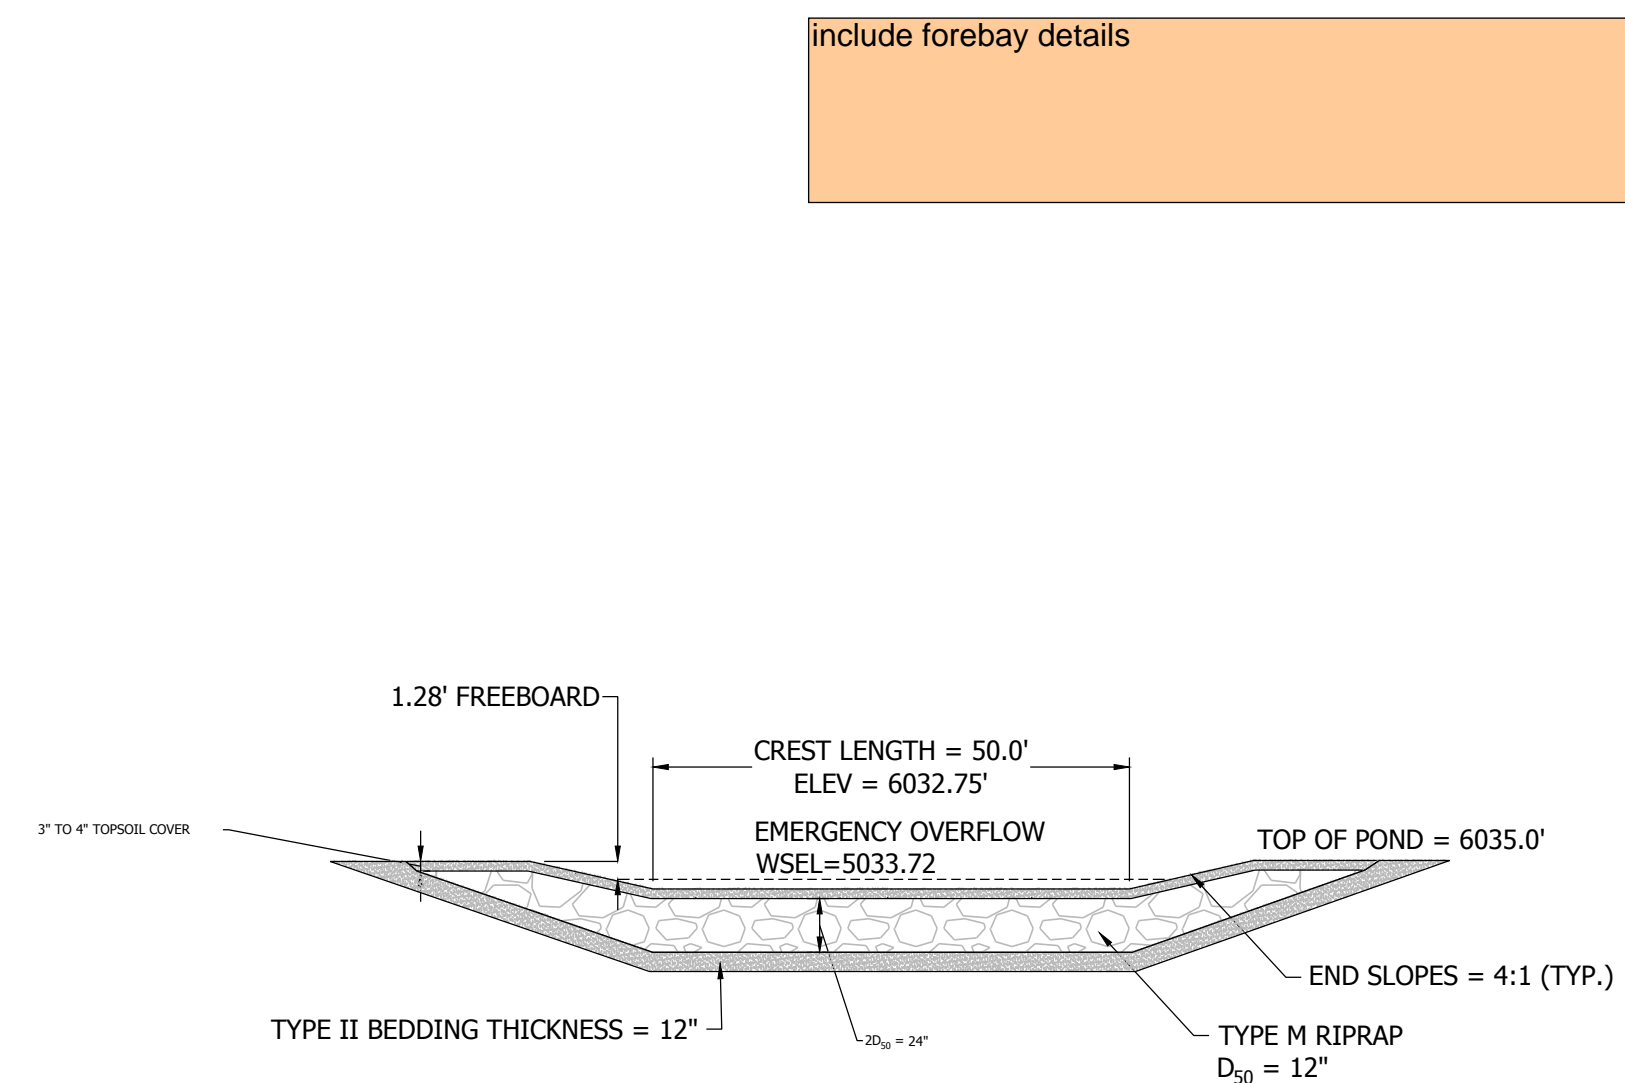 include forebay details
1.28' FREEBOARD
CREST LENGTH = 50.0'
ELEV = 6032.75'
3" TO 4" TOPSOIL COVER
EMERGENCY OVERFLOW
WSEL=5033.72
TOP OF POND = 6035.0'
END SLOPES = 4:1 (TYP.)
TYPE II BEDDING THICKNESS = 12"
2D50 = 24"
TYPE M RIPRAP
D50 = 12"